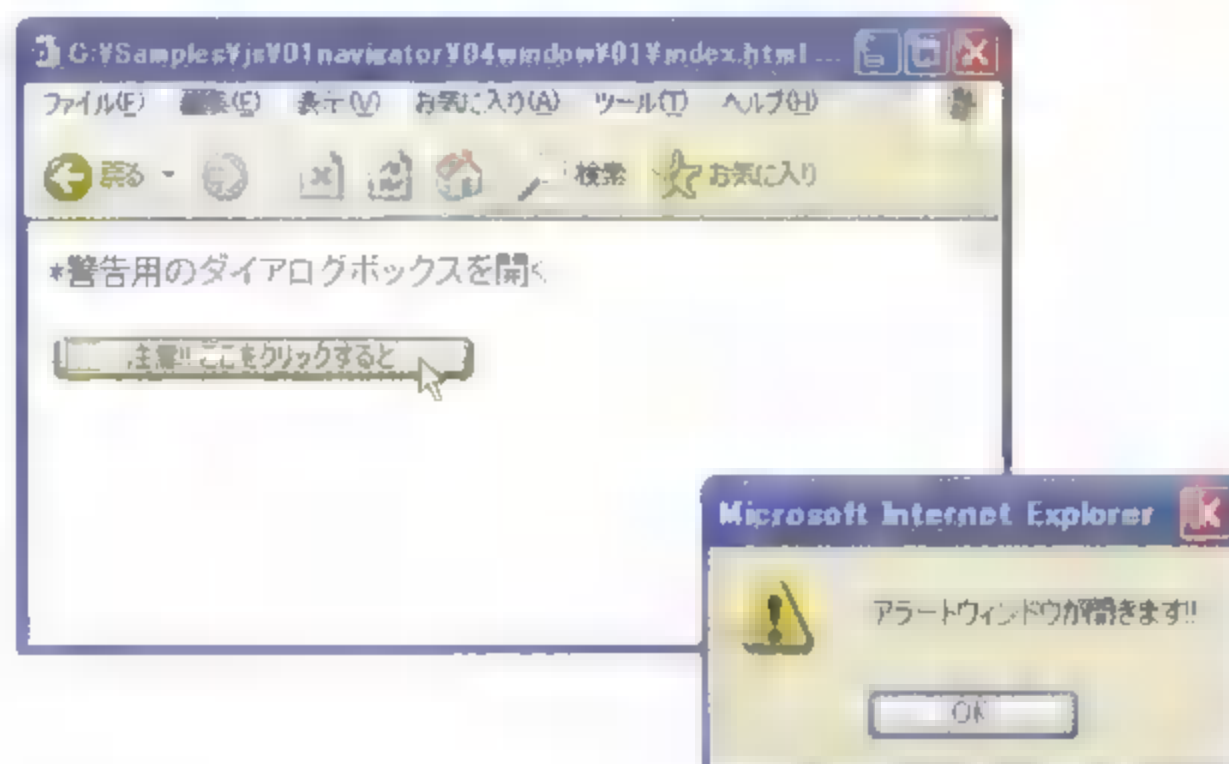 C:¥Samples¥js¥01navigator¥04window¥01¥index.html ...
ファイル(F) 編集(E) 表示(V) お気に入り(A) ツール(T) ヘルプ(H)
戻る 検索 お気に入り
*警告用のダイアログボックスを開く
注意!! ここをクリックすると
Microsoft Internet Explorer
アラートウィンドウが開きます!!
OK